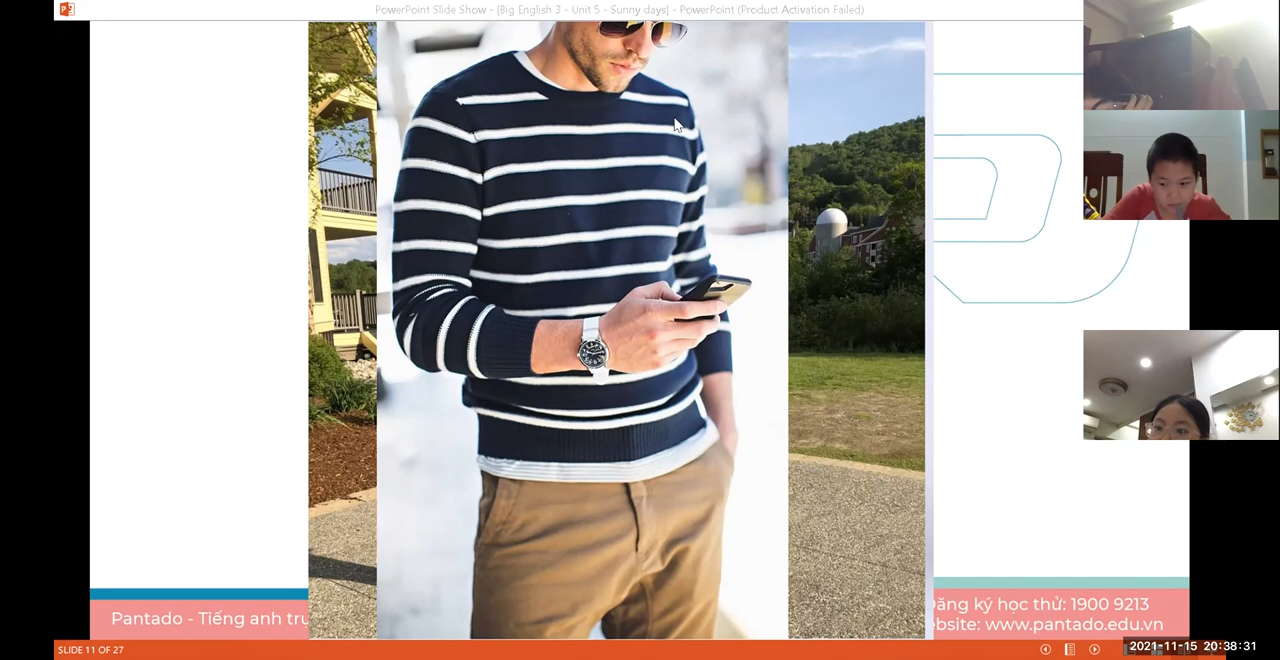 PowerPoint Slide Show - [Big English 3 - Unit 5 - Sunny days] - PowerPoint (Product Activation Failed)
Pantado - Tiếng anh trự
Đăng ký học thử: 1900 9213
ebsite: www.pantado.edu.vn
SLIDE 11 OF 27
2021-11-15 20:38:31